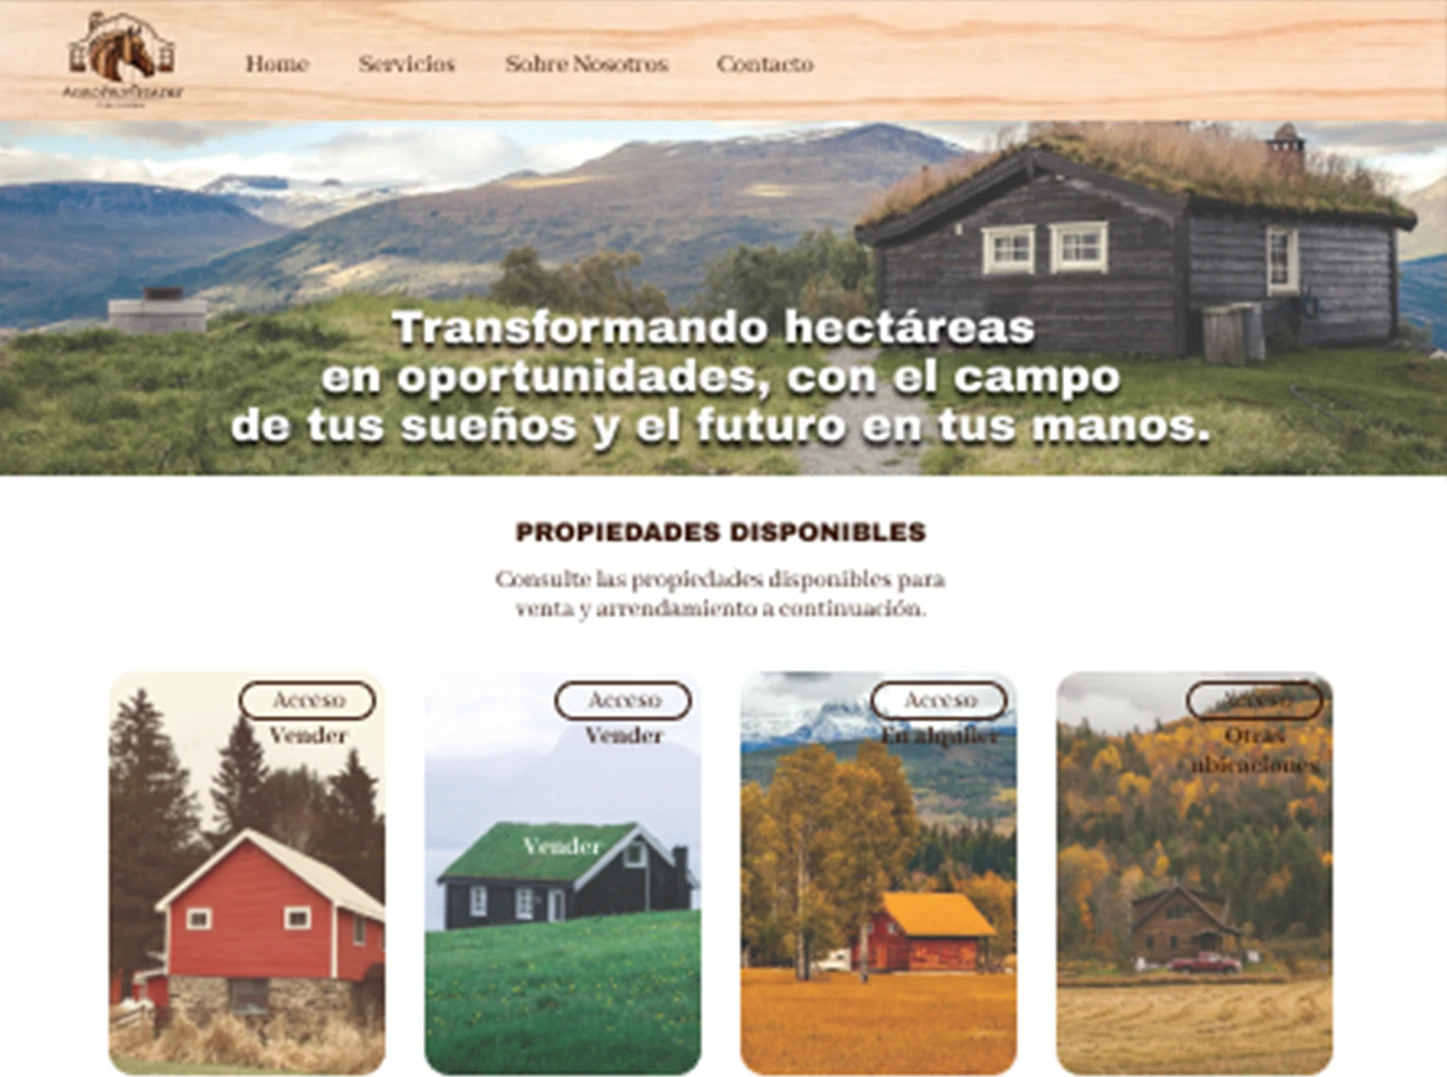 Home Servicios Sobre Nosotros Contacto
Transformando hectáreas
en oportunidades, con el campo
de tus sueños y el futuro en tus manos.
PROPIEDADES DISPONIBLES
Consulte las propiedades disponibles para
venta y arrendamiento a continuación.
Acceso
Vender
Acceso
Vender
Vender
Acceso
En alquiler
Acceso
Otras
ubicaciones